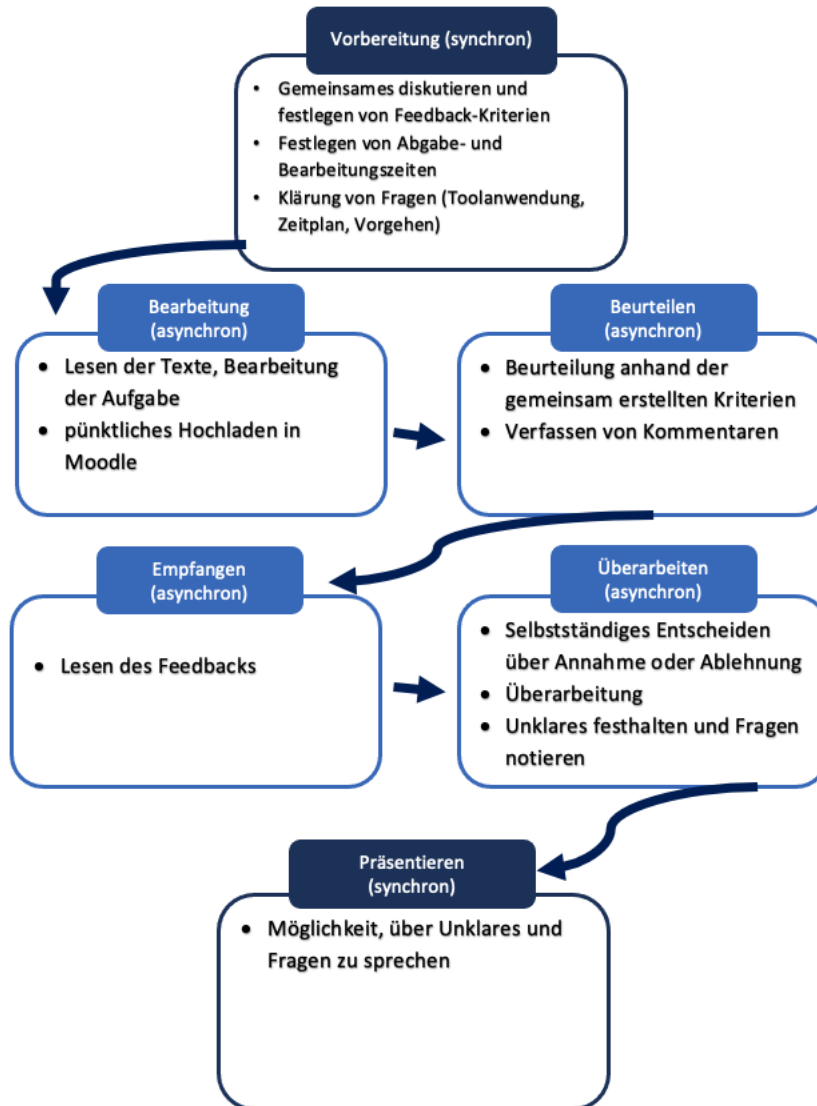 Vorbereitung (synchron)
• Gemeinsames diskutieren und
festlegen von Feedback-Kriterien
• Festlegen von Abgabe- und
Bearbeitungszeiten
• Klärung von Fragen (Toolanwendung,
Zeitplan, Vorgehen)
Bearbeitung
(asynchron)
• Lesen der Texte, Bearbeitung
der Aufgabe
• pünktliches Hochladen in
Moodle
Beurteilen
(asynchron)
• Beurteilung anhand der
gemeinsam erstellten Kriterien
• Verfassen von Kommentaren
Empfangen
(asynchron)
• Lesen des Feedbacks
Überarbeiten
(asynchron)
• Selbstständiges Entscheiden
über Annahme oder Ablehnung
• Überarbeitung
• Unklares festhalten und Fragen
notieren
Präsentieren
(synchron)
• Möglichkeit, über Unklares und
Fragen zu sprechen